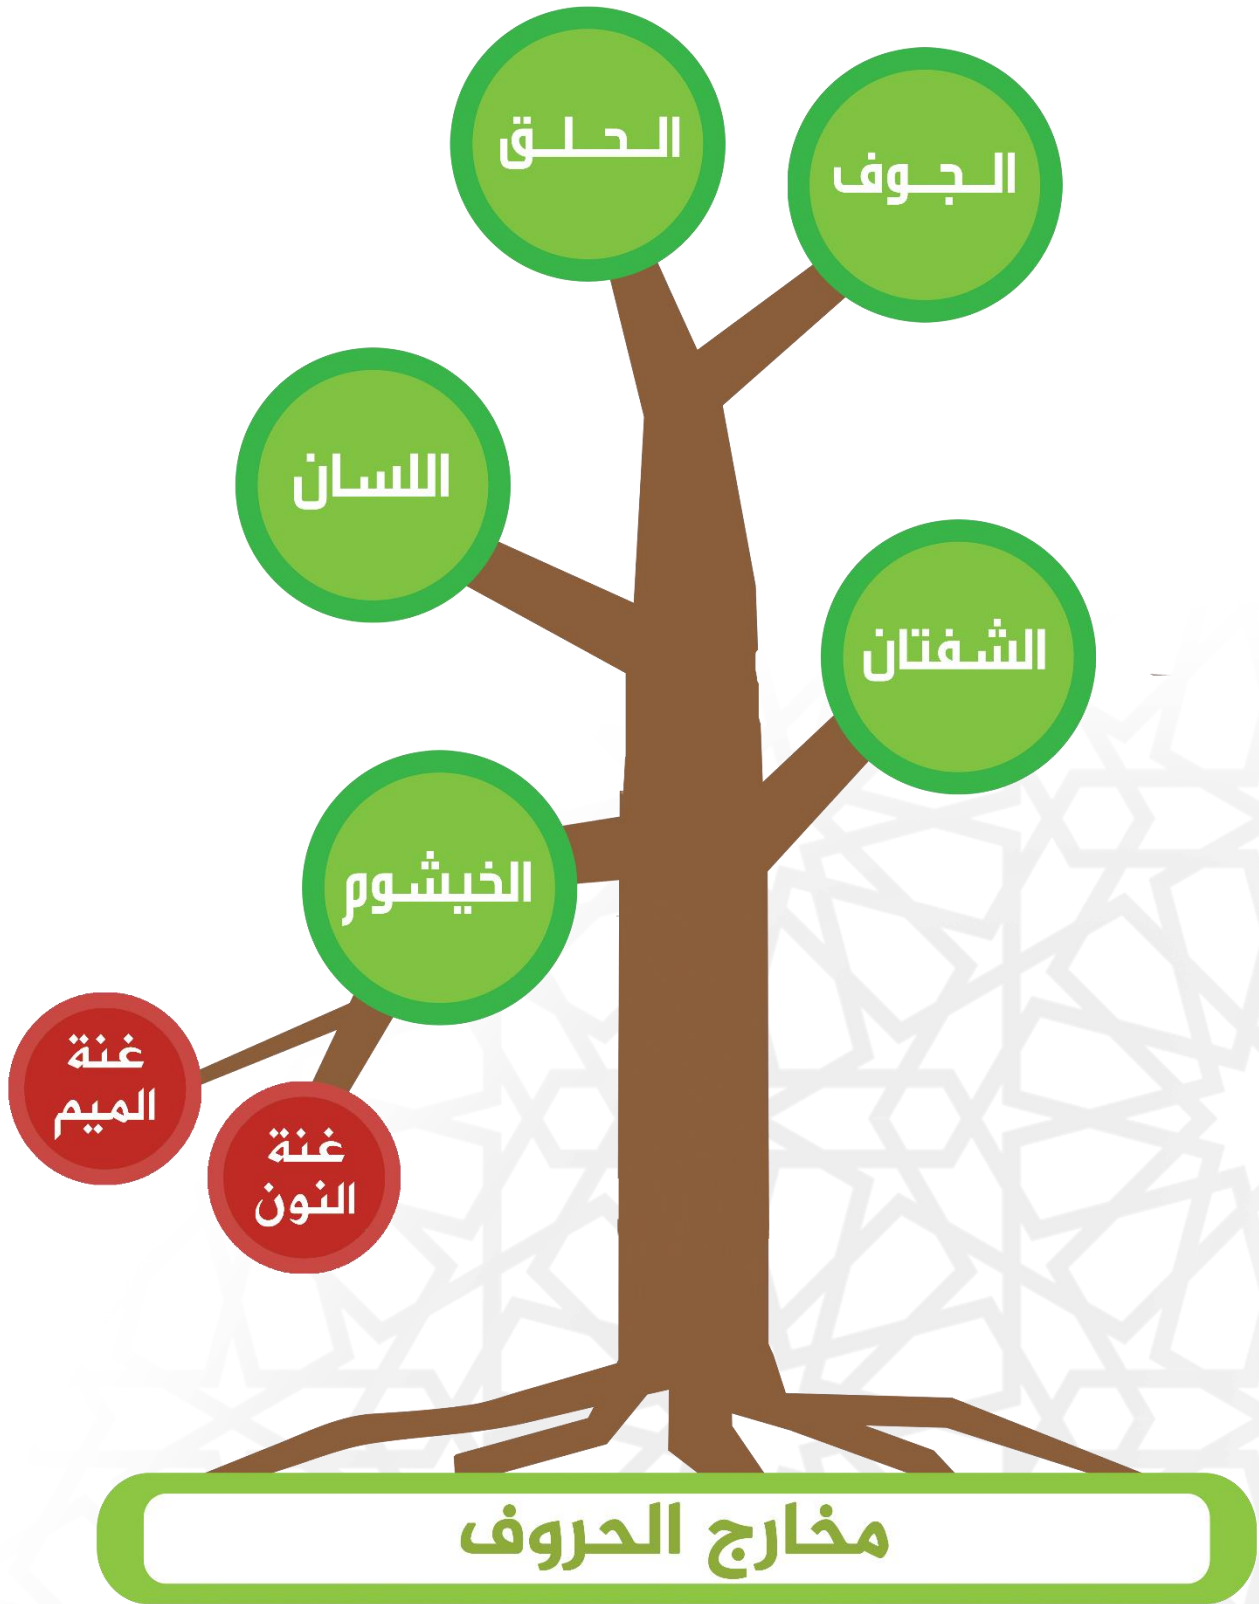 الحلق
الجوف
اللسان
الشفتان
الخيشوم
غنة
الميم
غنة
النون
مخارج الحروف